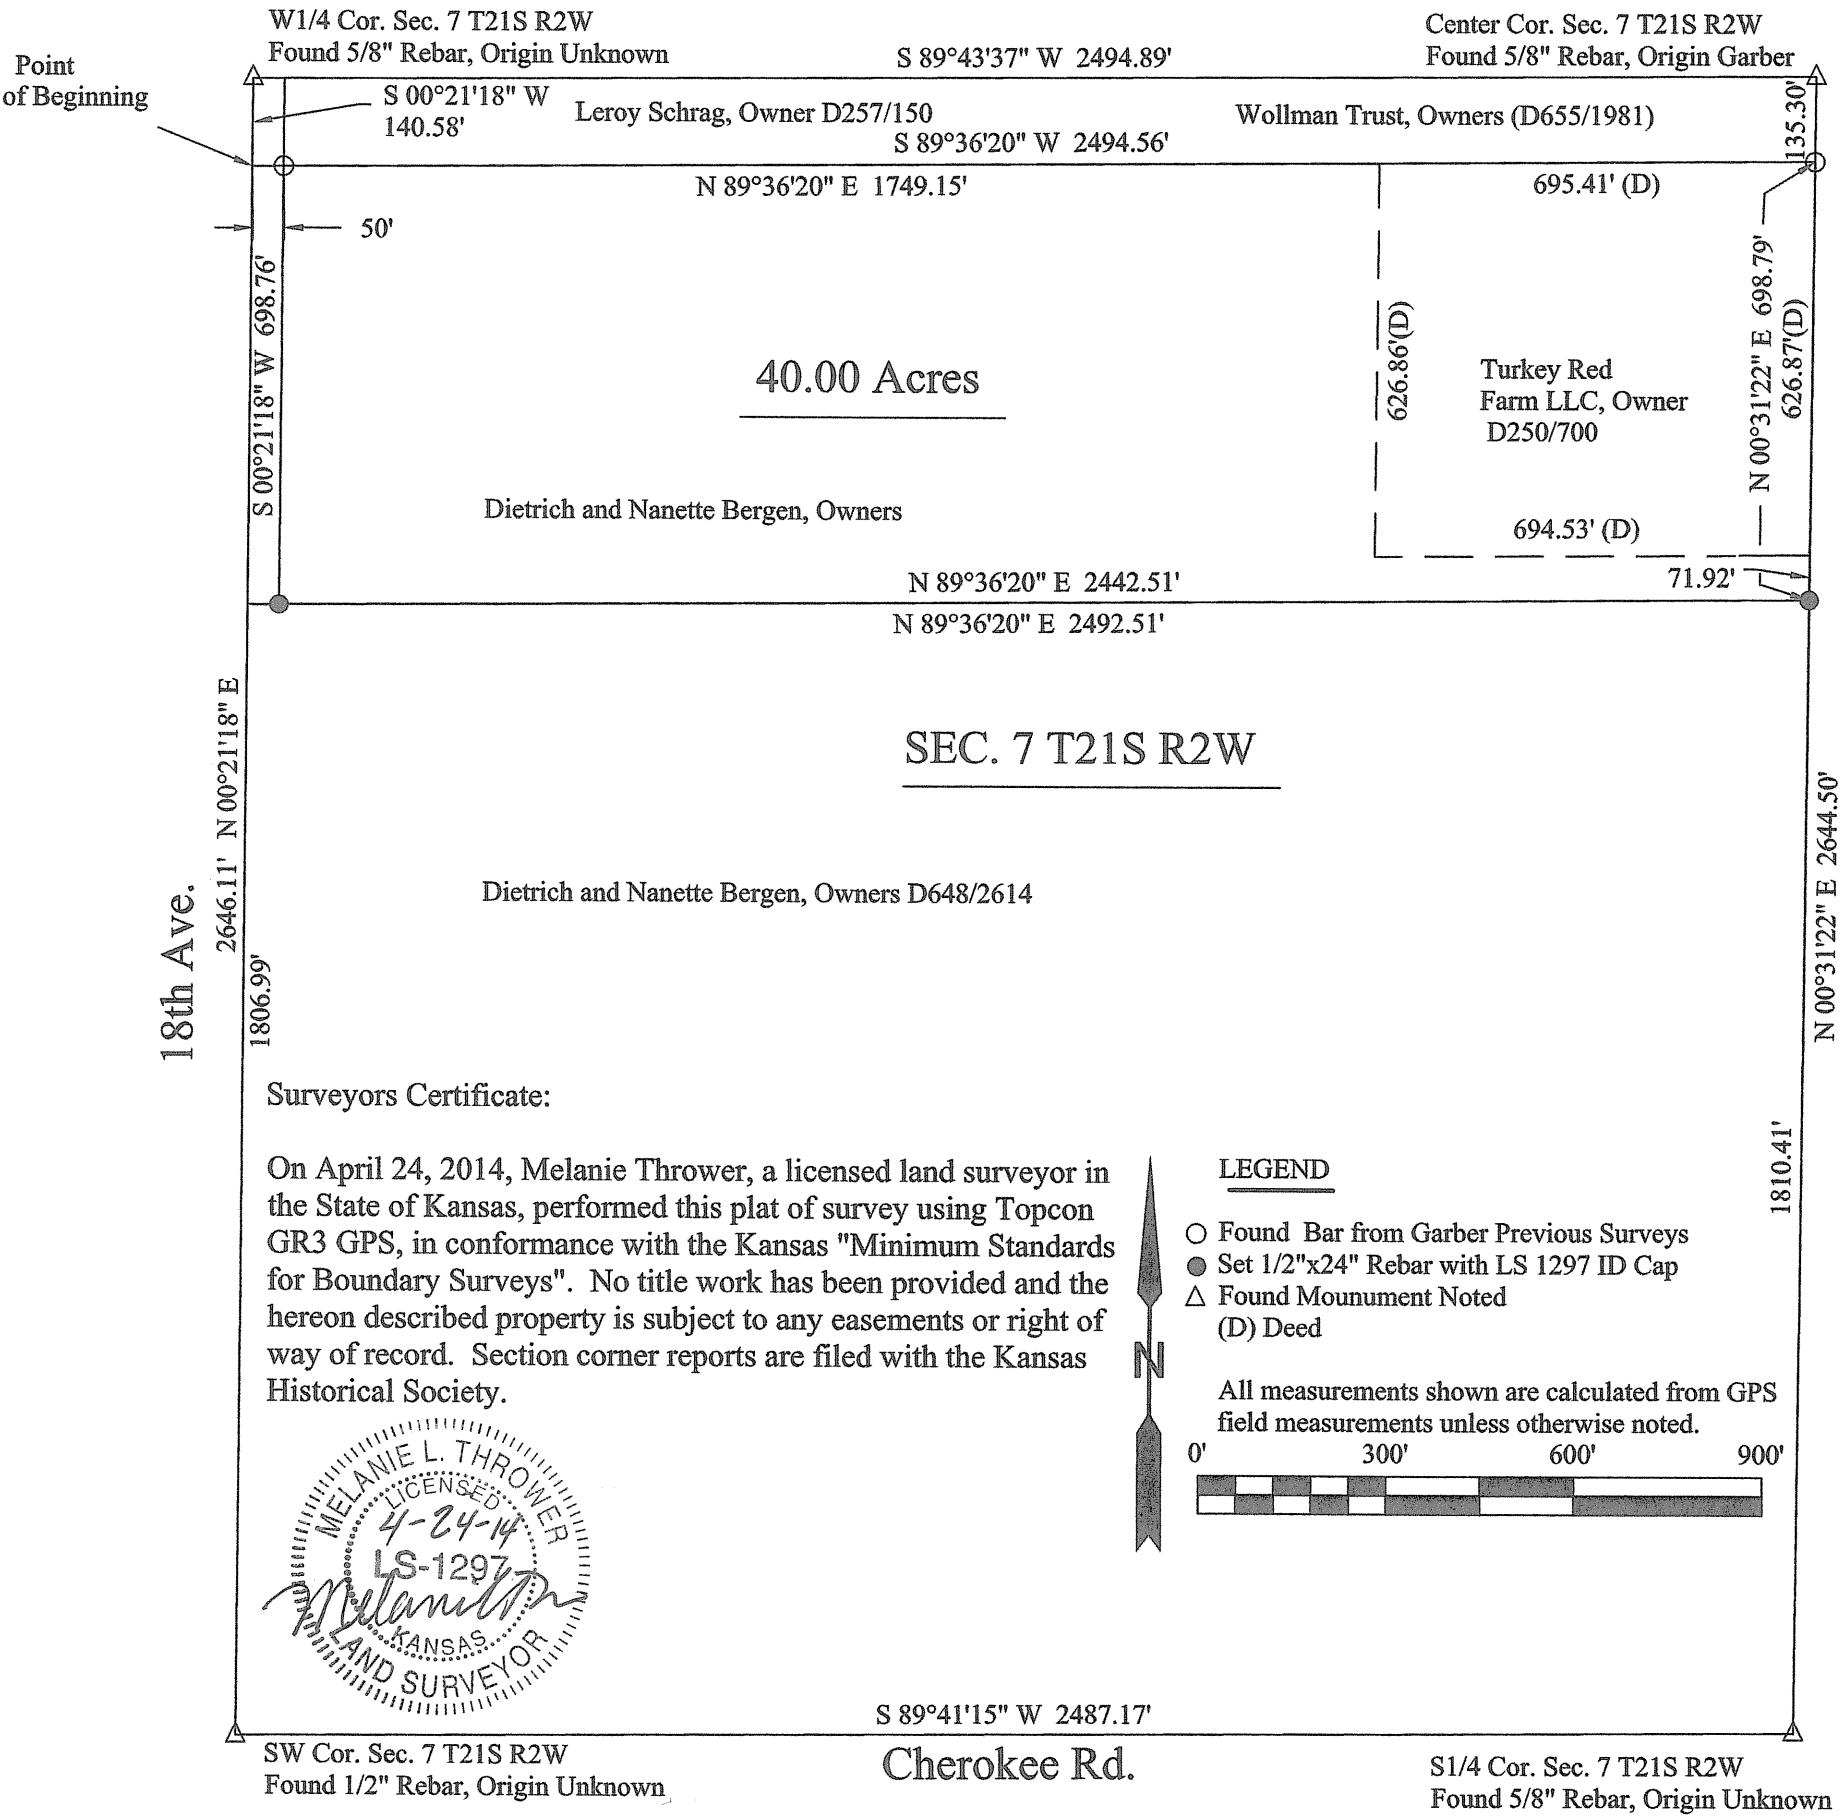 W1/4 Cor. Sec. 7 T21S R2W
Found 5/8" Rebar, Origin Unknown
S 89°43'37" W 2494.89'
Center Cor. Sec. 7 T21S R2W
Found 5/8" Rebar, Origin Garber
Point
of Beginning
S 00°21'18" W
140.58'
Leroy Schrag, Owner D257/150
Wollman Trust, Owners (D655/1981)
135.30'
S 89°36'20" W 2494.56'
N 89°36'20" E 1749.15'
695.41' (D)
50'
S 00°21'18" W 698.76'
626.86'(D)
N 00°31'22" E 698.79'
626.87'(D)
40.00 Acres
Turkey Red
Farm LLC, Owner
D250/700
Dietrich and Nanette Bergen, Owners
694.53' (D)
N 89°36'20" E 2442.51'
71.92'
N 89°36'20" E 2492.51'
SEC. 7 T21S R2W
2646.11' N 00°21'18" E
N 00°31'22" E 2644.50'
Dietrich and Nanette Bergen, Owners D648/2614
18th Ave.
1806.99'
1810.41'
Surveyors Certificate:
On April 24, 2014, Melanie Thrower, a licensed land surveyor in
the State of Kansas, performed this plat of survey using Topcon
GR3 GPS, in conformance with the Kansas "Minimum Standards
for Boundary Surveys". No title work has been provided and the
hereon described property is subject to any easements or right of
way of record. Section corner reports are filed with the Kansas
Historical Society.
N
LEGEND
Found Bar from Garber Previous Surveys
Set 1/2"x24" Rebar with LS 1297 ID Cap
Found Mounument Noted
(D) Deed
All measurements shown are calculated from GPS
field measurements unless otherwise noted.
0' 300' 600' 900'
MELANIE L. THROWER
LICENSED
4-24-14
LS-1297
KANSAS
LAND SURVEYOR
S 89°41'15" W 2487.17'
Cherokee Rd.
SW Cor. Sec. 7 T21S R2W
Found 1/2" Rebar, Origin Unknown
S1/4 Cor. Sec. 7 T21S R2W
Found 5/8" Rebar, Origin Unknown